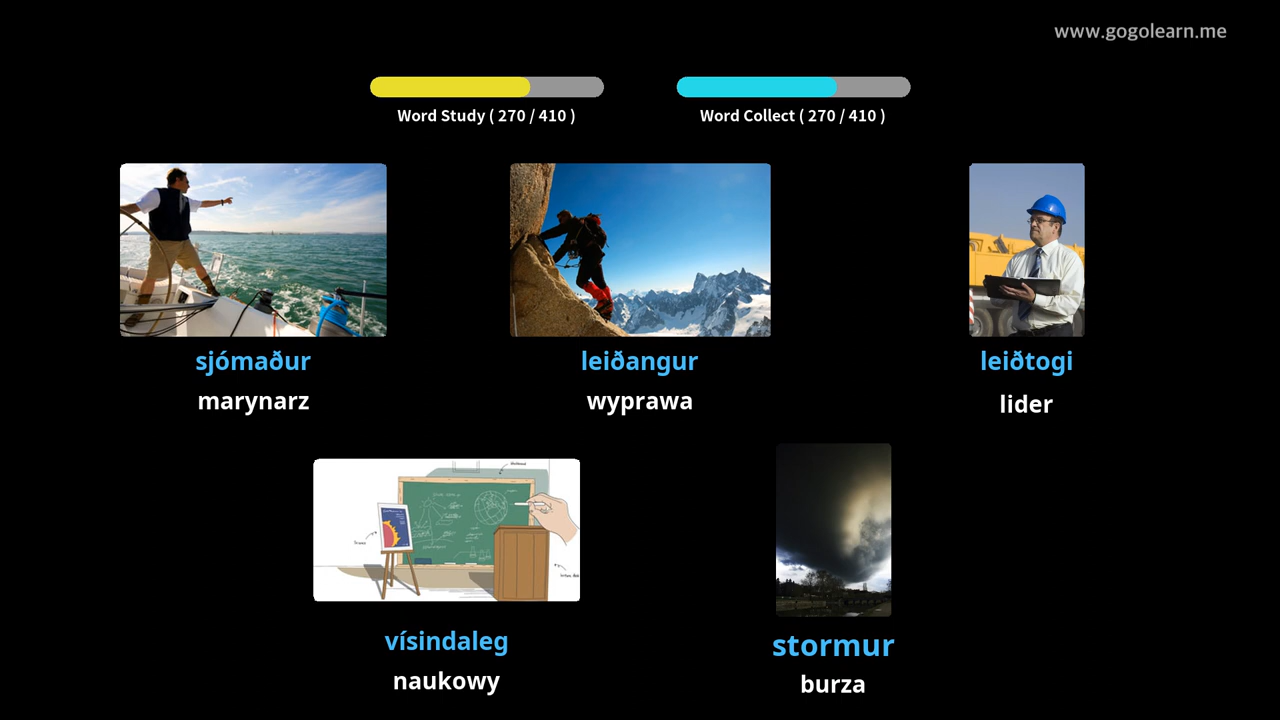 www.gogolearn.me
Word Study ( 270 / 410 )
Word Collect ( 270 / 410 )
sjómaður
marynarz
leiðangur
wyprawa
leiðtogi
lider
vísindaleg
naukowy
stormur
burza